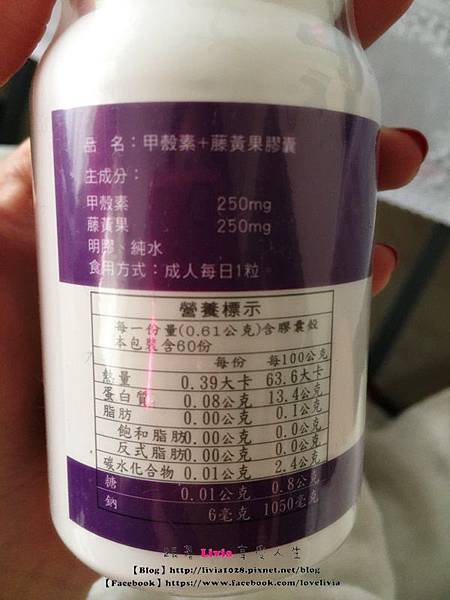 品 名：甲殼素+藤黃果膠囊
主成分：
甲殼素 250mg
藤黃果 250mg
明膠、純水
食用方式：成人每日1粒。
營養標示
每一份量(0.61公克)含膠囊殼
本包裝含60份
每份 每100公克
熱量 0.39大卡 63.6大卡
蛋白質 0.08公克 13.4公克
脂肪 0.00公克 0.1公克
飽和脂肪 0.00公克 0.0公克
反式脂肪 0.00公克 0.0公克
碳水化合物 0.01公克 2.4公克
糖 0.01公克 0.8公克
鈉 6毫克 1050毫克
跟著 Livia 享受人生
【Blog】http://livia1028.pixnet.net/blog
【Facebook】https://www.facebook.com/lovelivia